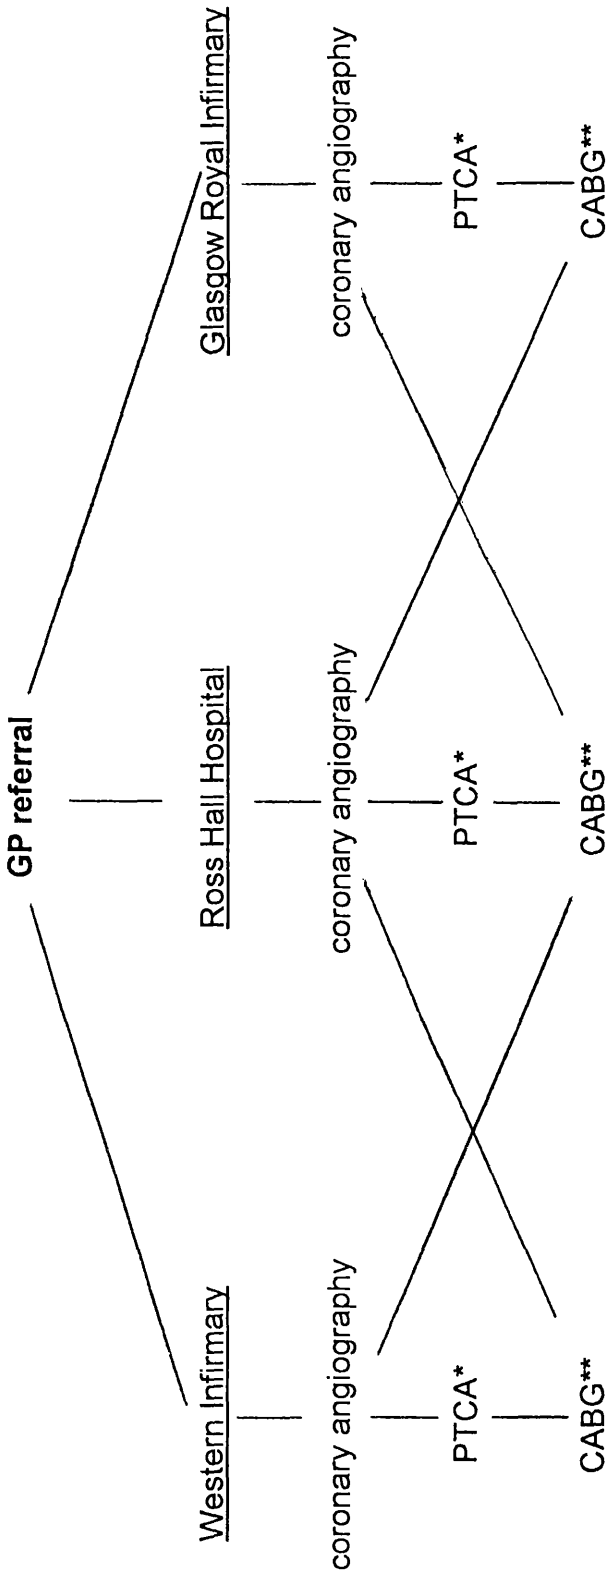 GP referral
Western Infirmary
Ross Hall Hospital
Glasgow Royal Infirmary
coronary angiography
coronary angiography
coronary angiography
PTCA*
PTCA*
PTCA*
CABG**
CABG**
CABG**